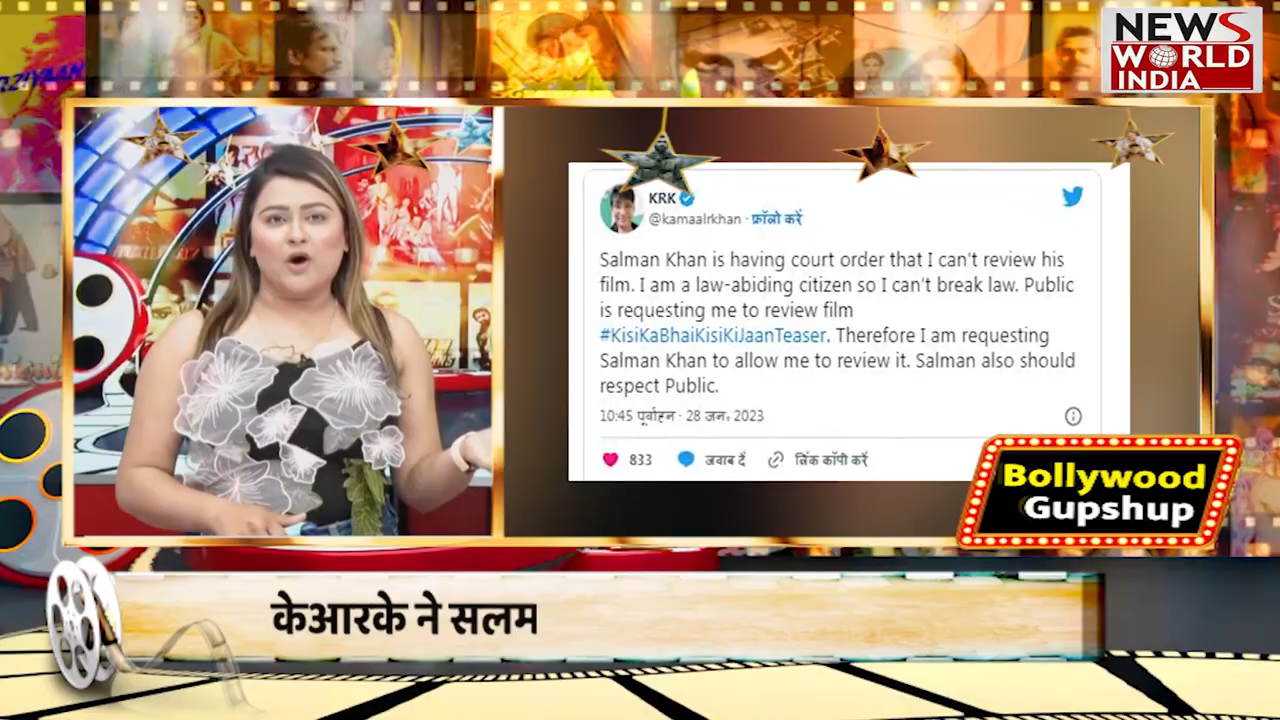 NEWS
WORLD
INDIA
KRK
@kamaalrkhan · फ़ॉलो करें
Salman Khan is having court order that I can't review his
film. I am a law-abiding citizen so I can't break law. Public
is requesting me to review film
#KisiKaBhaiKisiKiJaanTeaser. Therefore I am requesting
Salman Khan to allow me to review it. Salman also should
respect Public.
10:45 पूर्वाह्न · 28 जन॰ 2023
833 जवाब दें लिंक कॉपी करें
Bollywood
Gupshup
केआरके ने सलम